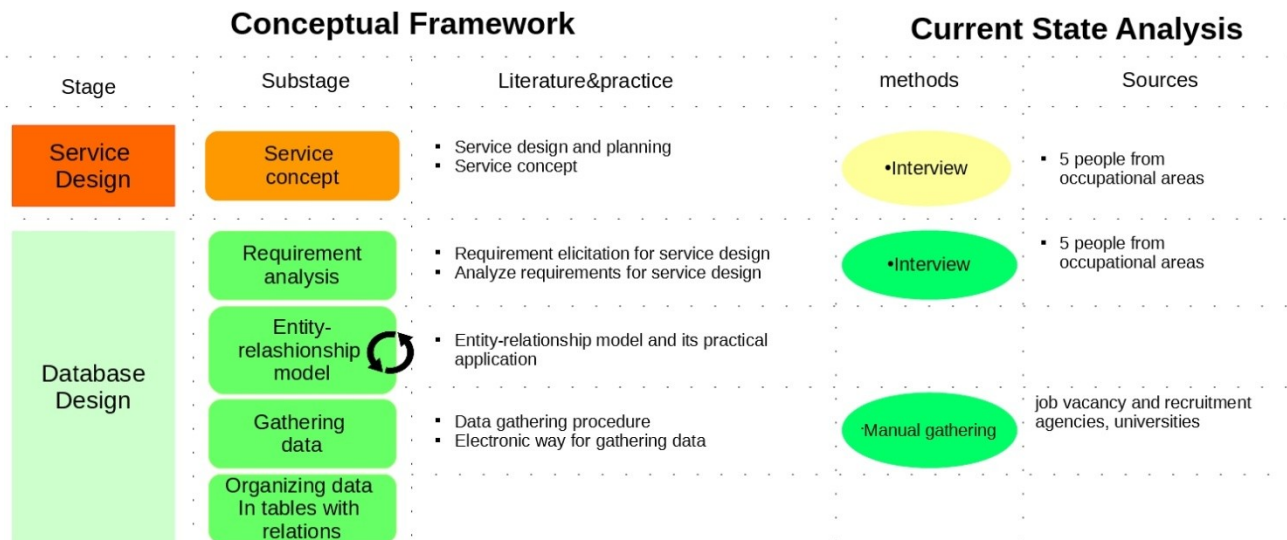 Conceptual Framework
Current State Analysis
Stage
Substage
Literature&practice
methods
Sources
Service
Design
Service
concept
▪ Service design and planning
▪ Service concept
•Interview
▪ 5 people from
occupational areas
Database
Design
Requirement
analysis
▪ Requirement elicitation for service design
▪ Analyze requirements for service design
•Interview
▪ 5 people from
occupational areas
Entity-
relashionship
model
▪ Entity-relationship model and its practical
application
Gathering
data
▪ Data gathering procedure
▪ Electronic way for gathering data
•Manual gathering
job vacancy and recruitment
agencies, universities
Organizing data
In tables with
relations